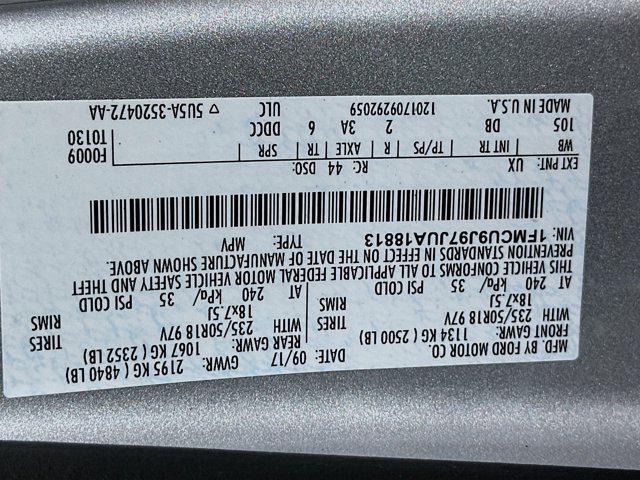 MFD. BY FORD MOTOR CO.
DATE: 09/17 GVWR: 2195 KG ( 4840 LB)
FRONT GAWR: REAR GAWR:
1134 KG ( 2500 LB) 1067 KG ( 2352 LB)
WITH 235/50R18 97V TIRES WITH 235/50R18 97V TIRES
18x7.5J RIMS 18x7.5J RIMS
AT 240 kPa/ 35 PSI COLD AT 240 kPa/ 35 PSI COLD
THIS VEHICLE CONFORMS TO ALL APPLICABLE FEDERAL MOTOR VEHICLE SAFETY AND THEFT
PREVENTION STANDARDS IN EFFECT ON THE DATE OF MANUFACTURE SHOWN ABOVE.
VIN: 1FMCU9J97JUA18813 TYPE: MPV
EXT PNT: UX RC: 44 DSO: F0009
WB INT TR TP/PS R AXLE TR SPR T0130
105 DB 2 3A 6 DDCC
MADE IN U.S.A. 1201709292059 ULC ▽ 5U5A-3520472-AA